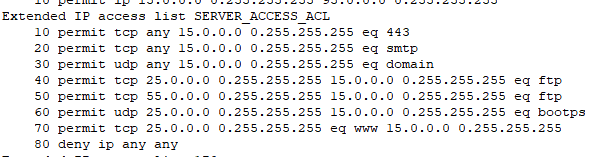 Extended IP access list SERVER_ACCESS_ACL
10 permit tcp any 15.0.0.0 0.255.255.255 eq 443
20 permit tcp any 15.0.0.0 0.255.255.255 eq smtp
30 permit udp any 15.0.0.0 0.255.255.255 eq domain
40 permit tcp 25.0.0.0 0.255.255.255 15.0.0.0 0.255.255.255 eq ftp
50 permit tcp 55.0.0.0 0.255.255.255 15.0.0.0 0.255.255.255 eq ftp
60 permit udp 25.0.0.0 0.255.255.255 15.0.0.0 0.255.255.255 eq bootps
70 permit tcp 25.0.0.0 0.255.255.255 eq www 15.0.0.0 0.255.255.255
80 deny ip any any